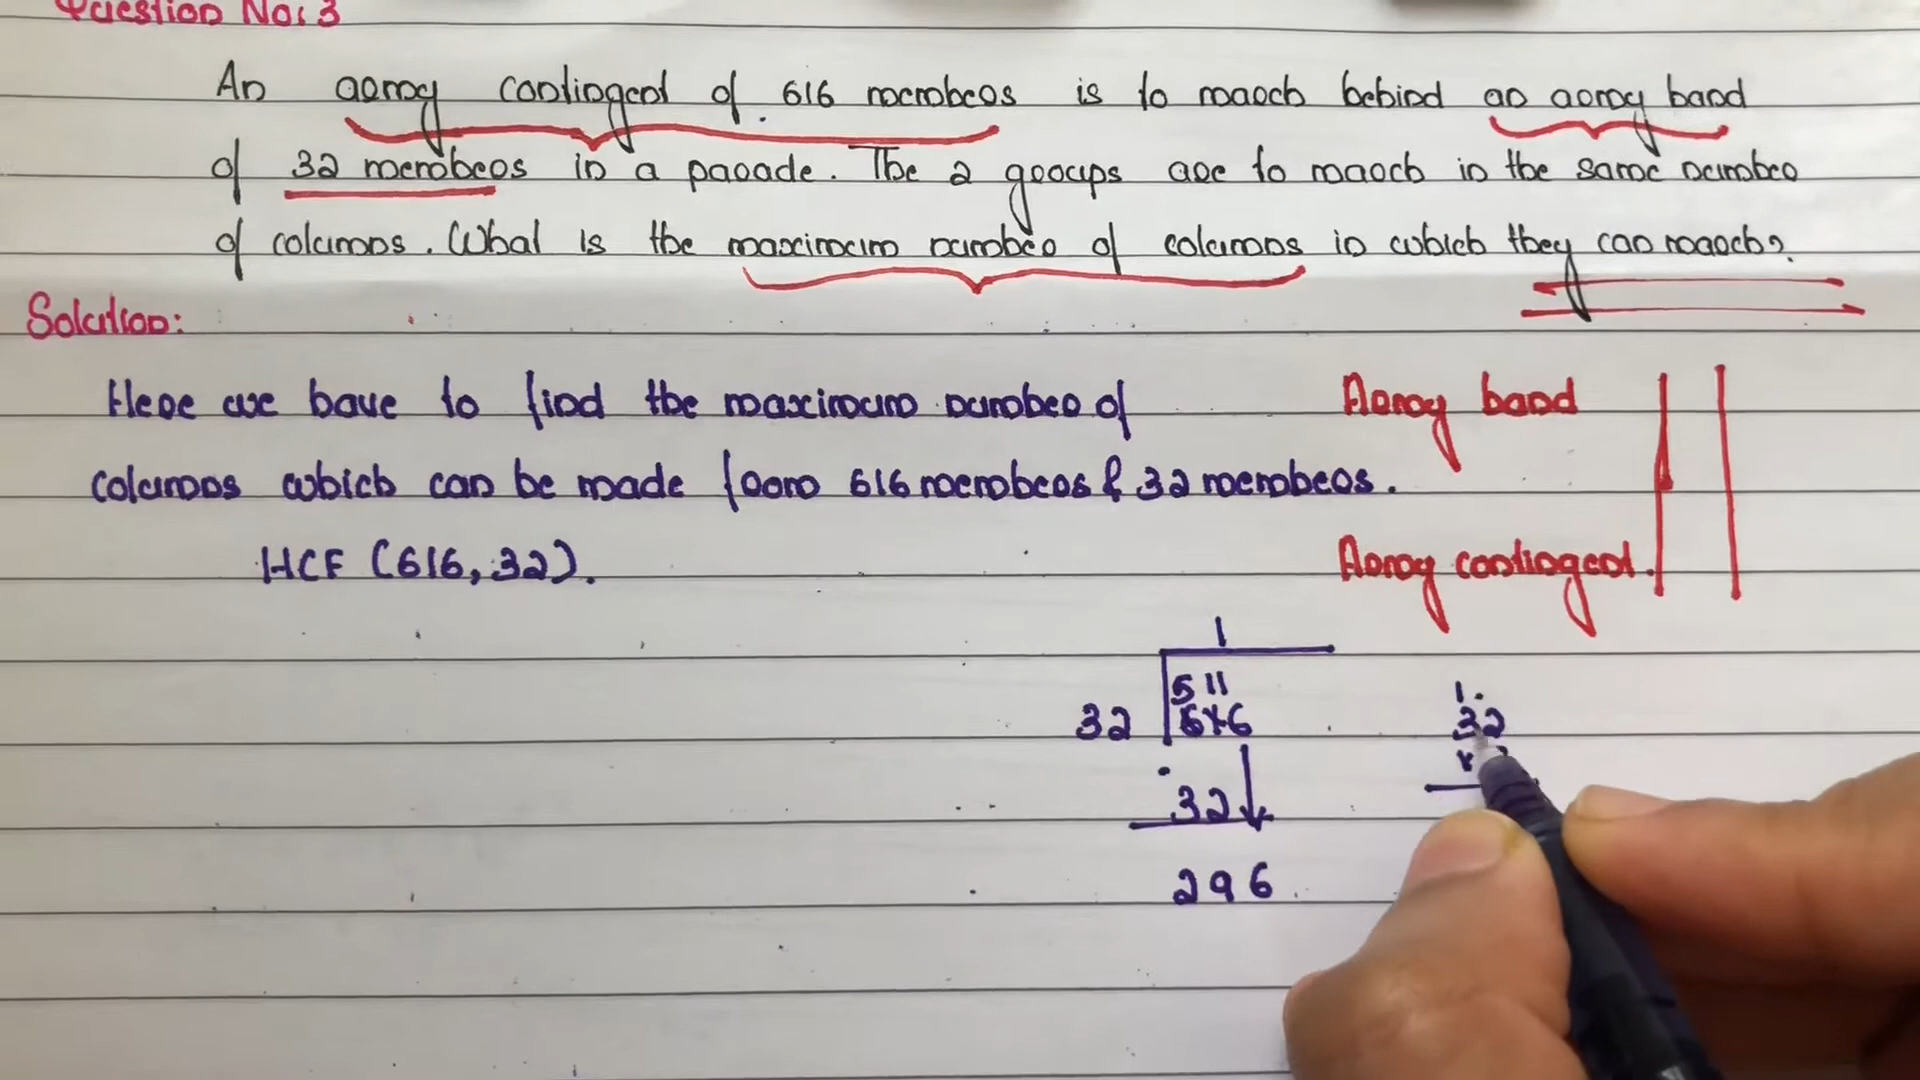 Question No: 3
An army contingent of 616 members is to march behind an army band
of 32 members in a parade. The 2 groups are to march in the same number
of columns. What is the maximum number of columns in which they can march?
Solution:
Here we have to find the maximum number of
columns which can be made from 616 members & 32 members.
HCF (616, 32).
Army band
Army contingent.
1
5 11
32 616
32
296
1
32